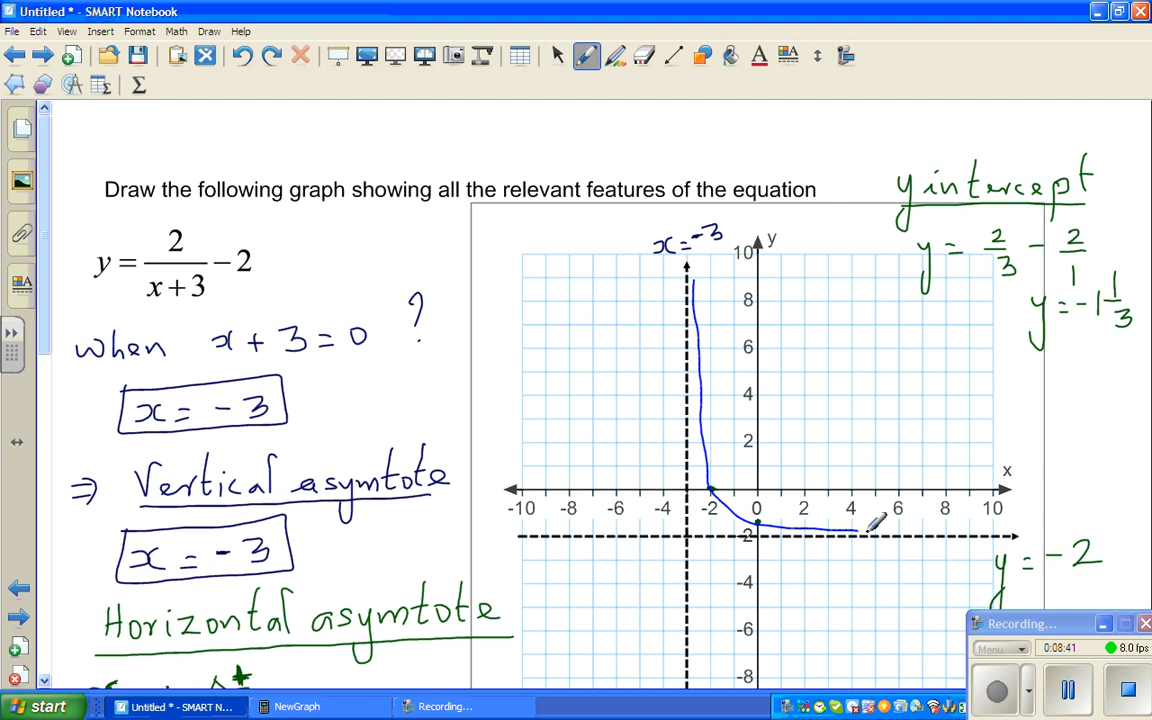 Untitled * - SMART Notebook
File Edit View Insert Format Math Draw Help
Draw the following graph showing all the relevant features of the equation
y = 2/(x+3) − 2
when x + 3 = 0 ?
x = -3
⇒ Vertical asymtote
x = -3
Horizontal asymtote
y intercept
y = 2/3 - 2/1
y = -1 1/3
x = -3
y
10
8
6
4
2
-2
-4
-6
-8
x
-10 -8 -6 -4 -2 0 2 4 6 8 10
y = -2
Recording...
Menu
0:08:41
8.0 fps
start
Untitled * - SMART N...
NewGraph
Recording...